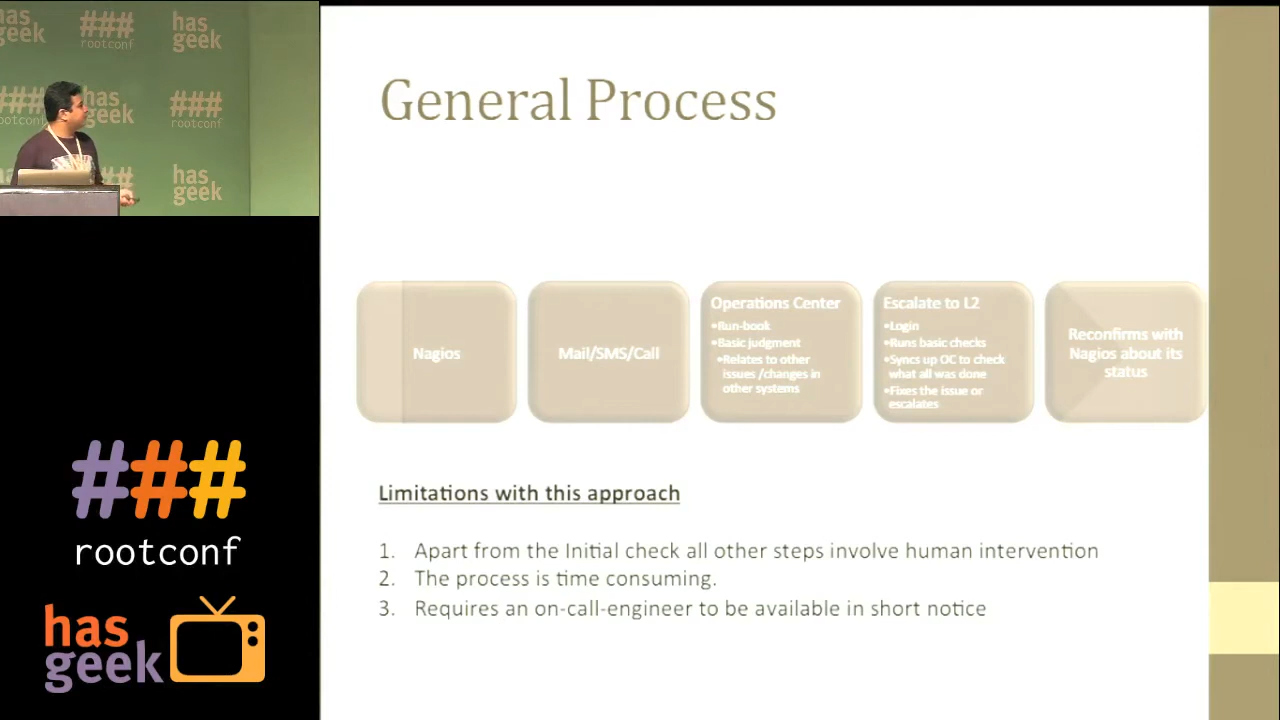 s geek
###
rootconf
has
geek
###
rootconf
has
geek
###
rootconf
has
geek
###
has
geek
General Process
Nagios
Mail/SMS/Call
Operations Center
•Run-book
•Basic judgment
•Relates to other
issues /changes in
other systems
Escalate to L2
•Login
•Runs basic checks
•Syncs up OC to check
what all was done
•Fixes the issue or
escalates
Reconfirms with
Nagios about its
status
Limitations with this approach
1. Apart from the Initial check all other steps involve human intervention
2. The process is time consuming.
3. Requires an on-call-engineer to be available in short notice
###
rootconf
has
geek